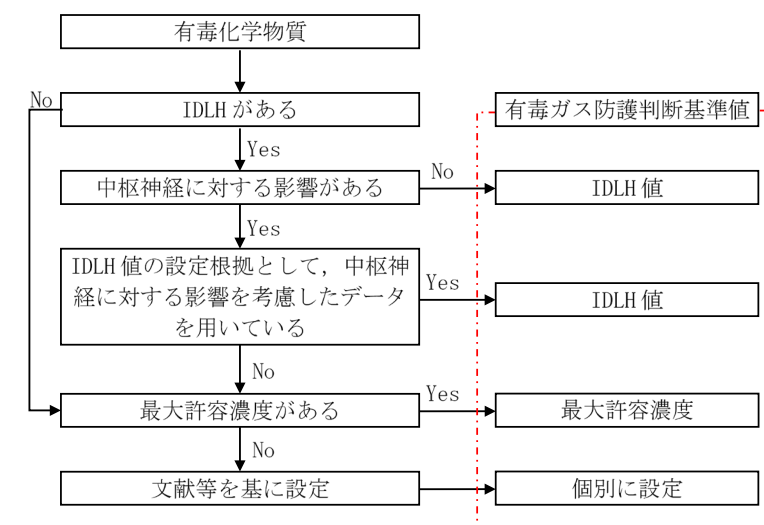 有毒化学物質
No
IDLHがある
有毒ガス防護判断基準値
Yes
中枢神経に対する影響がある
No
IDLH値
Yes
IDLH値の設定根拠として，中枢神
経に対する影響を考慮したデータ
を用いている
Yes
IDLH値
No
最大許容濃度がある
Yes
最大許容濃度
No
文献等を基に設定
個別に設定